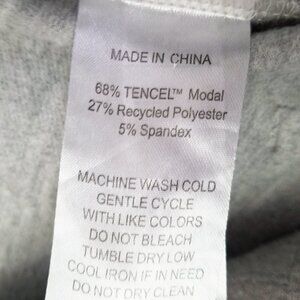 MADE IN CHINA
68% TENCEL™ Modal
27% Recycled Polyester
5% Spandex
MACHINE WASH COLD
GENTLE CYCLE
WITH LIKE COLORS
DO NOT BLEACH
TUMBLE DRY LOW
COOL IRON IF IN NEED
DO NOT DRY CLEAN